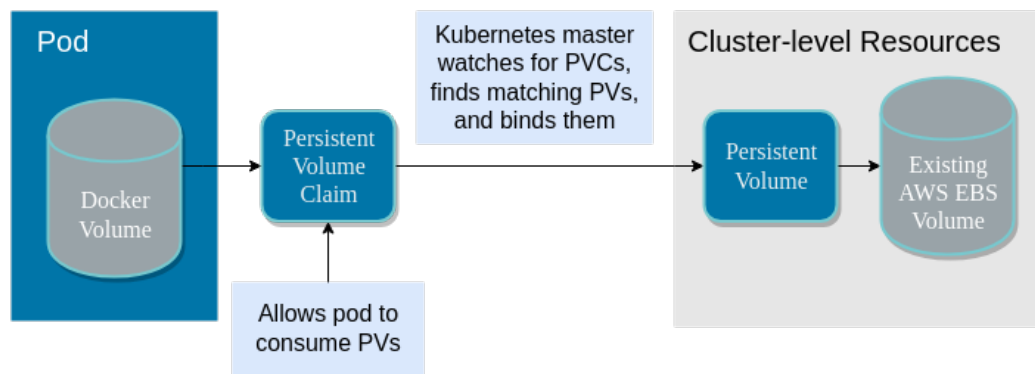 Pod
Docker
Volume
Persistent
Volume
Claim
Allows pod to
consume PVs
Kubernetes master
watches for PVCs,
finds matching PVs,
and binds them
Cluster-level Resources
Persistent
Volume
Existing
AWS EBS
Volume